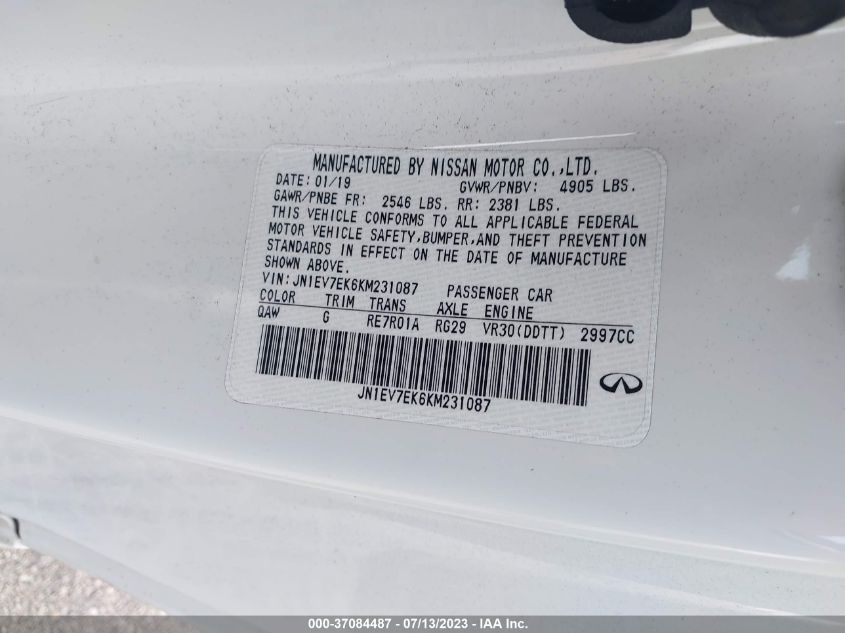 MANUFACTURED BY NISSAN MOTOR CO.,LTD.
DATE: 01/19 GVWR/PNBV: 4905 LBS.
GAWR/PNBE FR: 2546 LBS. RR: 2381 LBS.
THIS VEHICLE CONFORMS TO ALL APPLICABLE FEDERAL
MOTOR VEHICLE SAFETY,BUMPER,AND THEFT PREVENTION
STANDARDS IN EFFECT ON THE DATE OF MANUFACTURE
SHOWN ABOVE.
VIN:JN1EV7EK6KM231087 PASSENGER CAR
COLOR TRIM TRANS AXLE ENGINE
QAW G RE7R01A RG29 VR30(DDTT) 2997CC
JN1EV7EK6KM231087
000-37084487 - 07/13/2023 - IAA Inc.